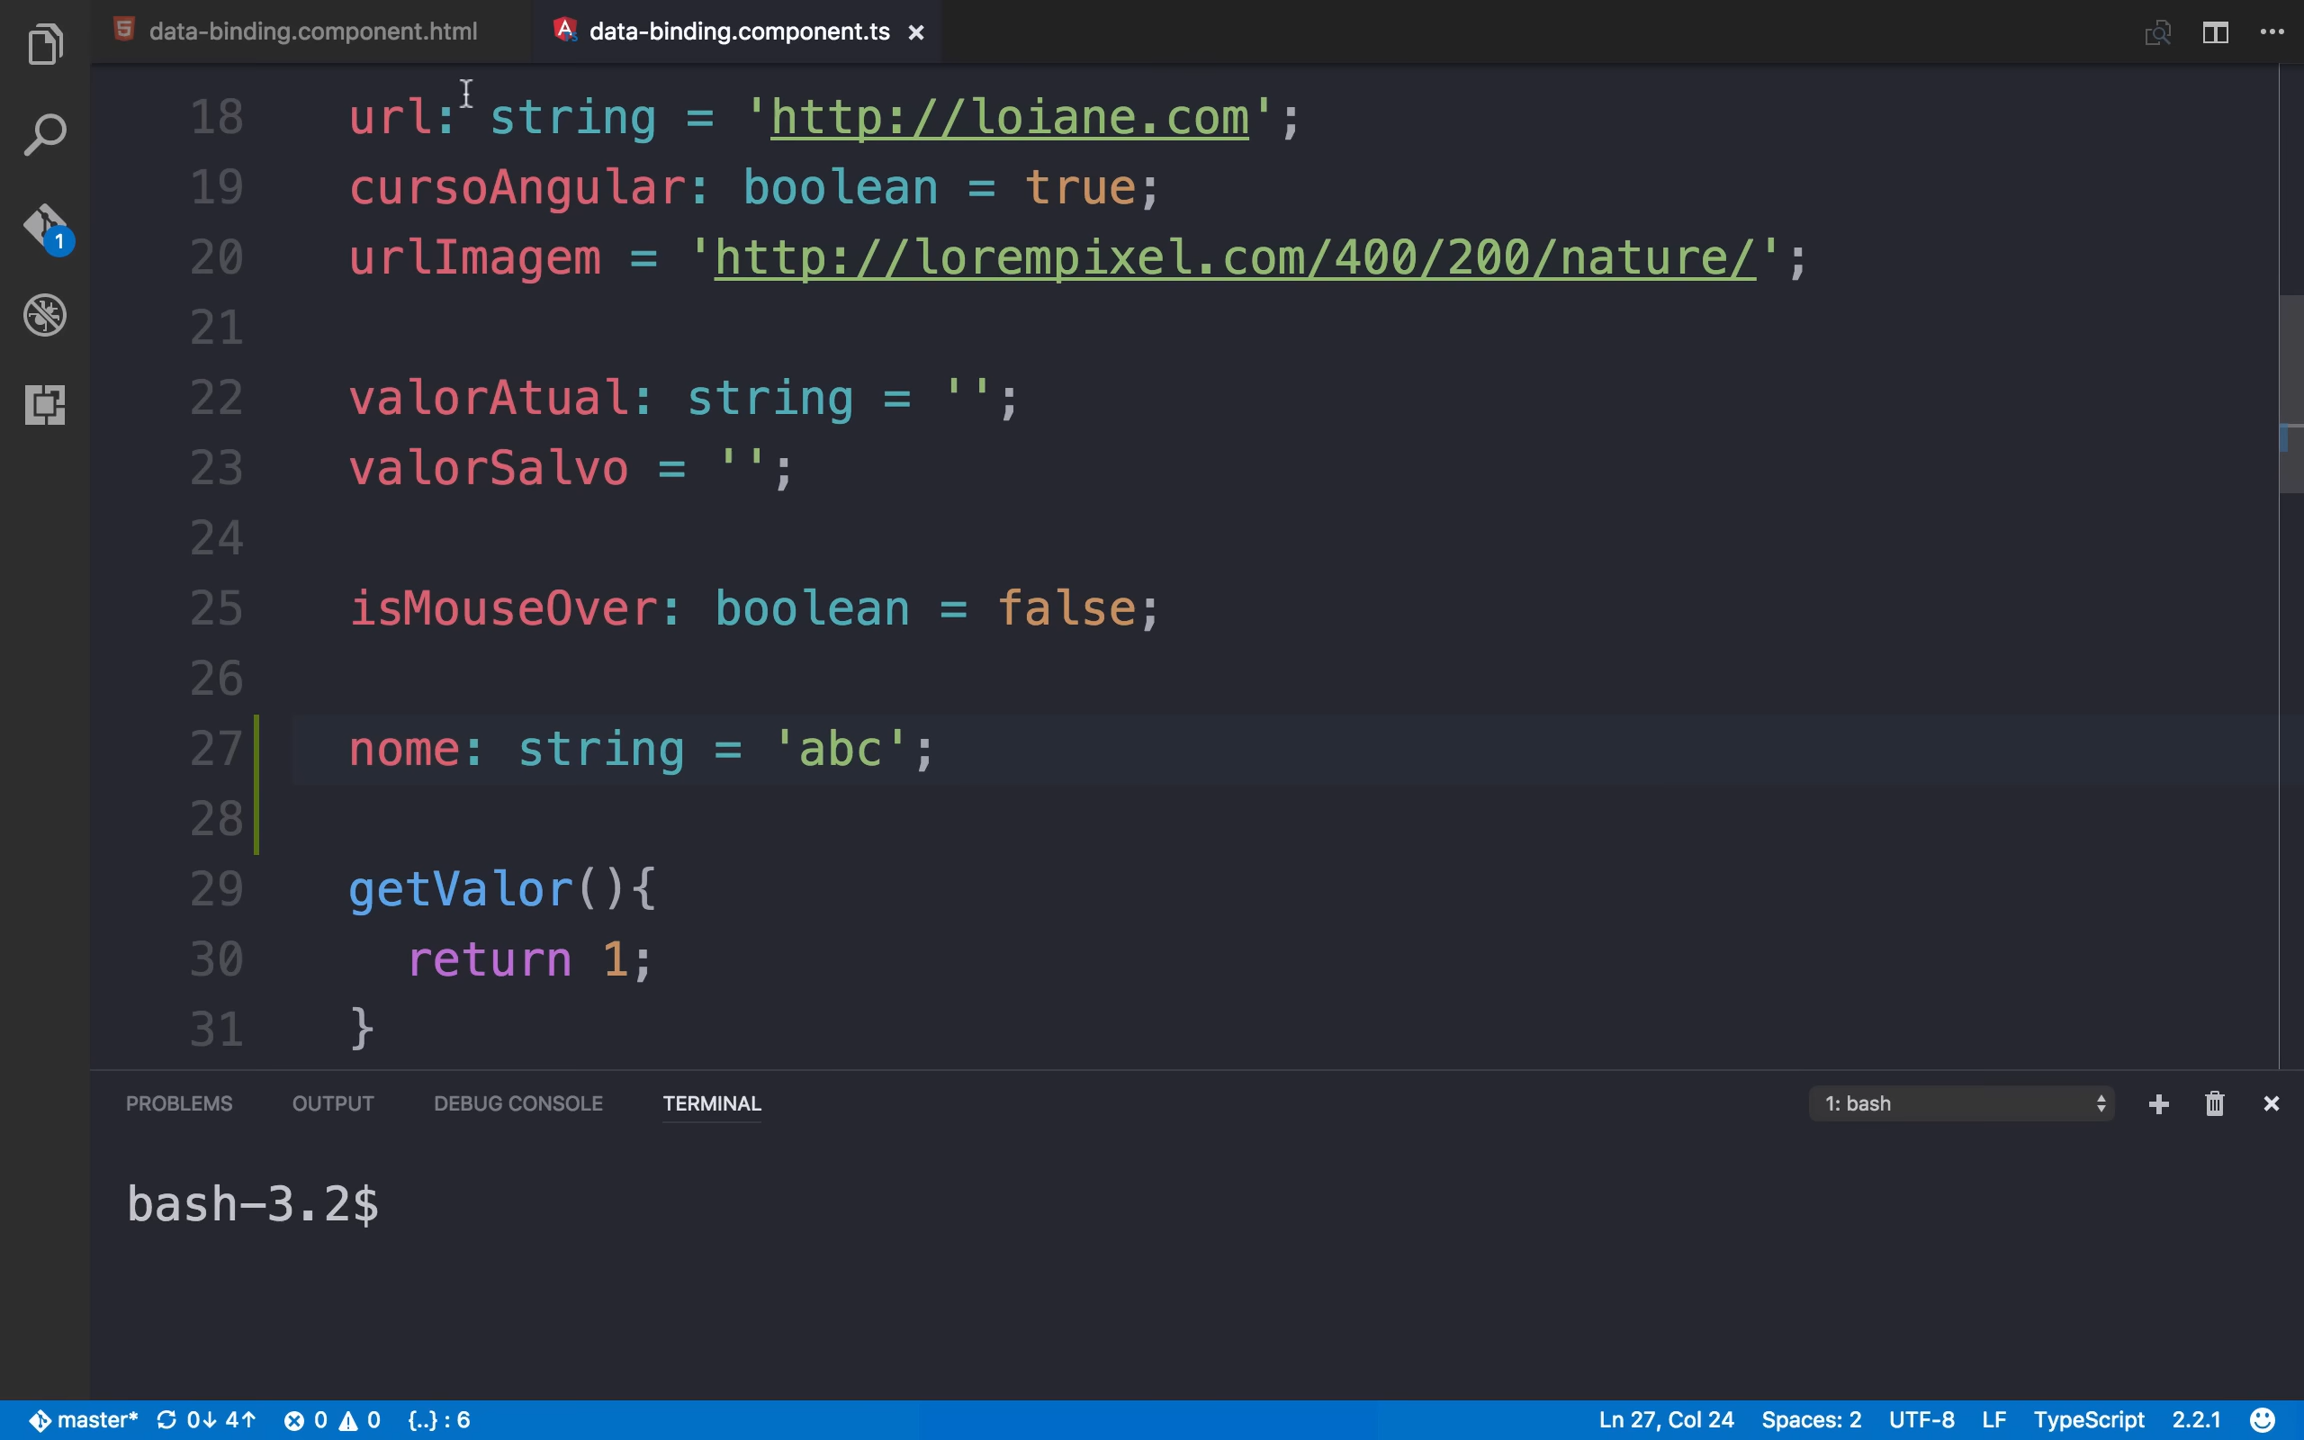 data-binding.component.html
data-binding.component.ts
18 url: string = 'http://loiane.com';
19 cursoAngular: boolean = true;
20 urlImagem = 'http://lorempixel.com/400/200/nature/';
21
22 valorAtual: string = '';
23 valorSalvo = '';
24
25 isMouseOver: boolean = false;
26
27 nome: string = 'abc';
28
29 getValor(){
30 return 1;
31 }
1
PROBLEMS OUTPUT DEBUG CONSOLE TERMINAL 1: bash
bash-3.2$
master* 0↓ 4↑ 0 0 {..} : 6 Ln 27, Col 24 Spaces: 2 UTF-8 LF TypeScript 2.2.1